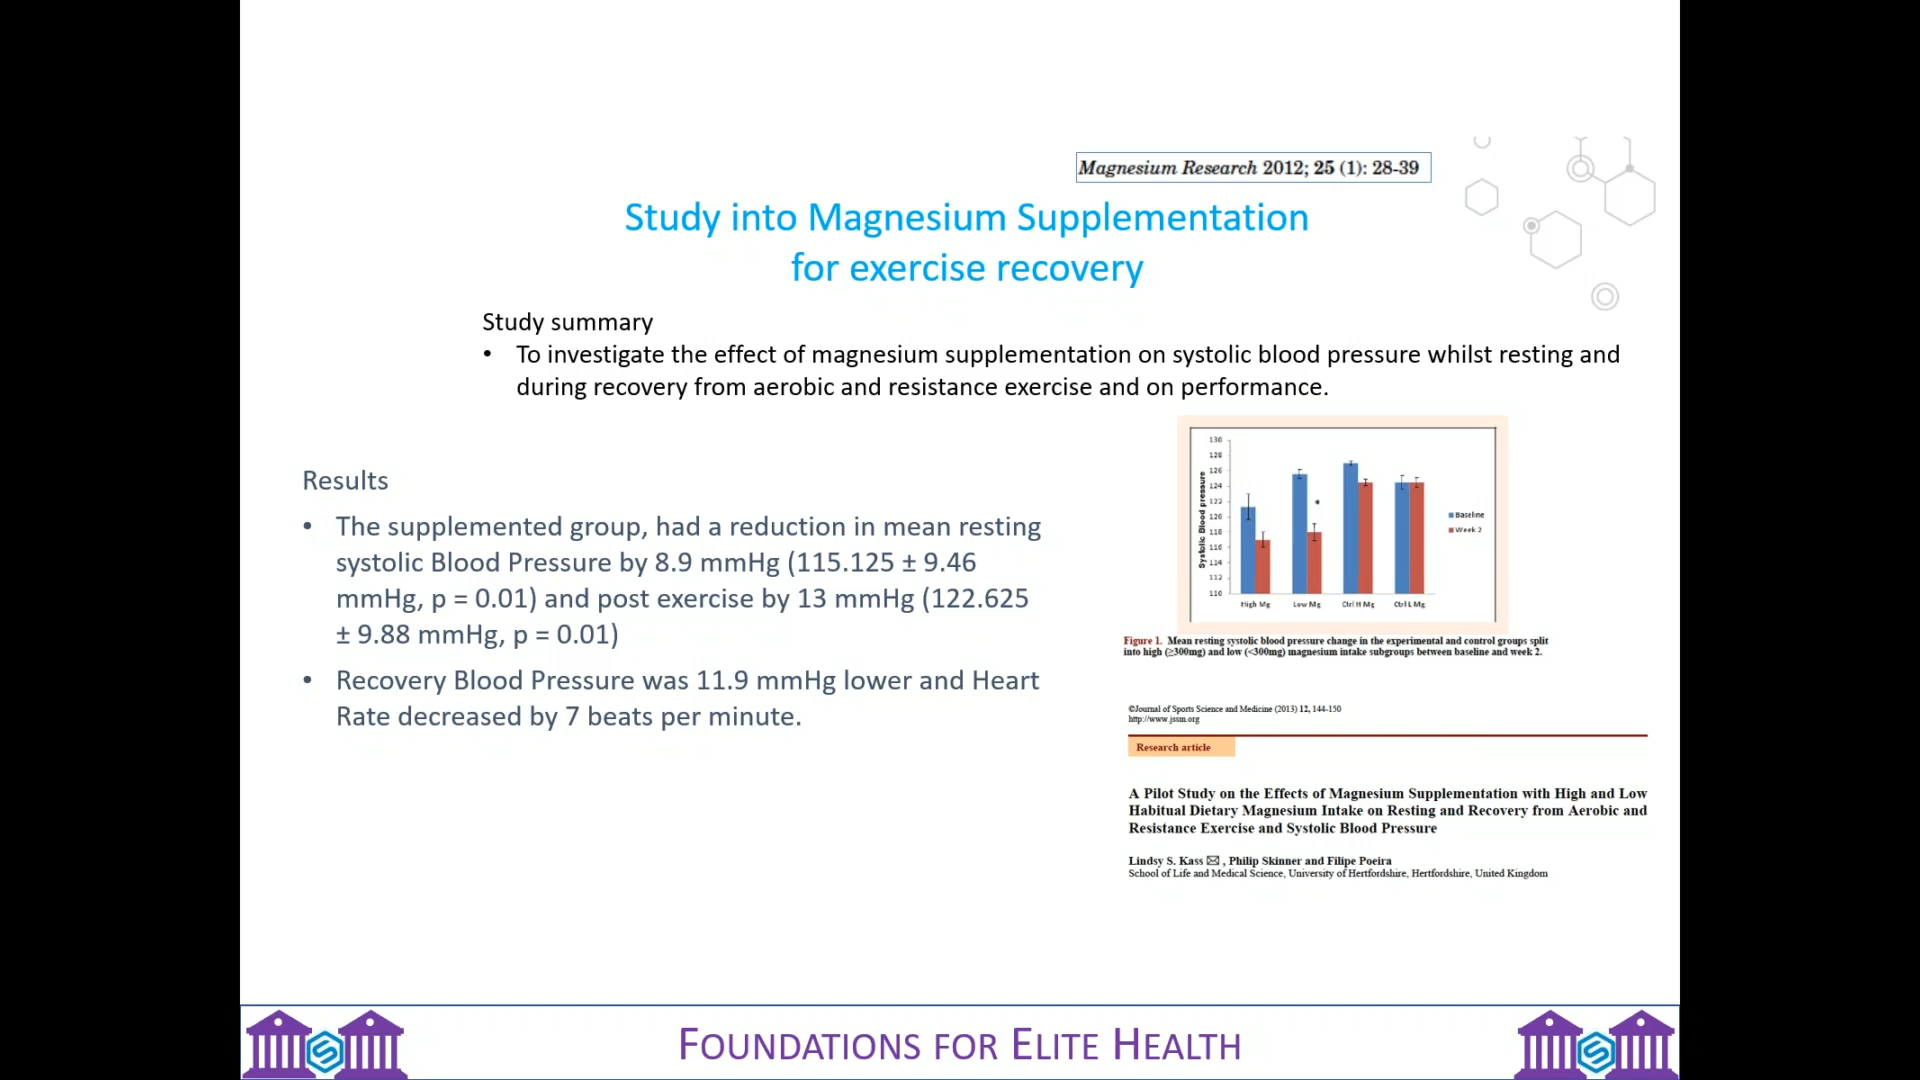 Magnesium Research 2012; 25 (1): 28-39
Study into Magnesium Supplementation
for exercise recovery
Study summary
• To investigate the effect of magnesium supplementation on systolic blood pressure whilst resting and
during recovery from aerobic and resistance exercise and on performance.
Results
• The supplemented group, had a reduction in mean resting
systolic Blood Pressure by 8.9 mmHg (115.125 ± 9.46
mmHg, p = 0.01) and post exercise by 13 mmHg (122.625
± 9.88 mmHg, p = 0.01)
• Recovery Blood Pressure was 11.9 mmHg lower and Heart
Rate decreased by 7 beats per minute.
Systolic Blood pressure
130
128
126
124
122
120
118
116
114
112
110
*
High Mg Low Mg Ctrl H Mg Ctrl L Mg
Baseline
Week 2
Figure 1. Mean resting systolic blood pressure change in the experimental and control groups split
into high (≥300mg) and low (<300mg) magnesium intake subgroups between baseline and week 2.
©Journal of Sports Science and Medicine (2013) 12, 144-150
http://www.jssm.org
Research article
A Pilot Study on the Effects of Magnesium Supplementation with High and Low
Habitual Dietary Magnesium Intake on Resting and Recovery from Aerobic and
Resistance Exercise and Systolic Blood Pressure
Lindsy S. Kass ✉, Philip Skinner and Filipe Poeira
School of Life and Medical Science, University of Hertfordshire, Hertfordshire, United Kingdom
FOUNDATIONS FOR ELITE HEALTH